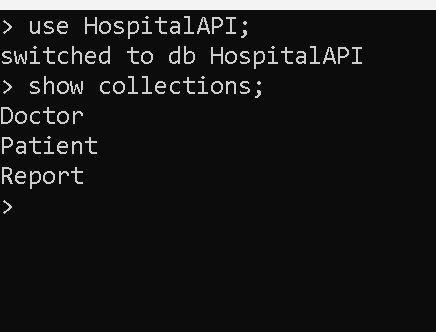 > use HospitalAPI;
switched to db HospitalAPI
> show collections;
Doctor
Patient
Report
>